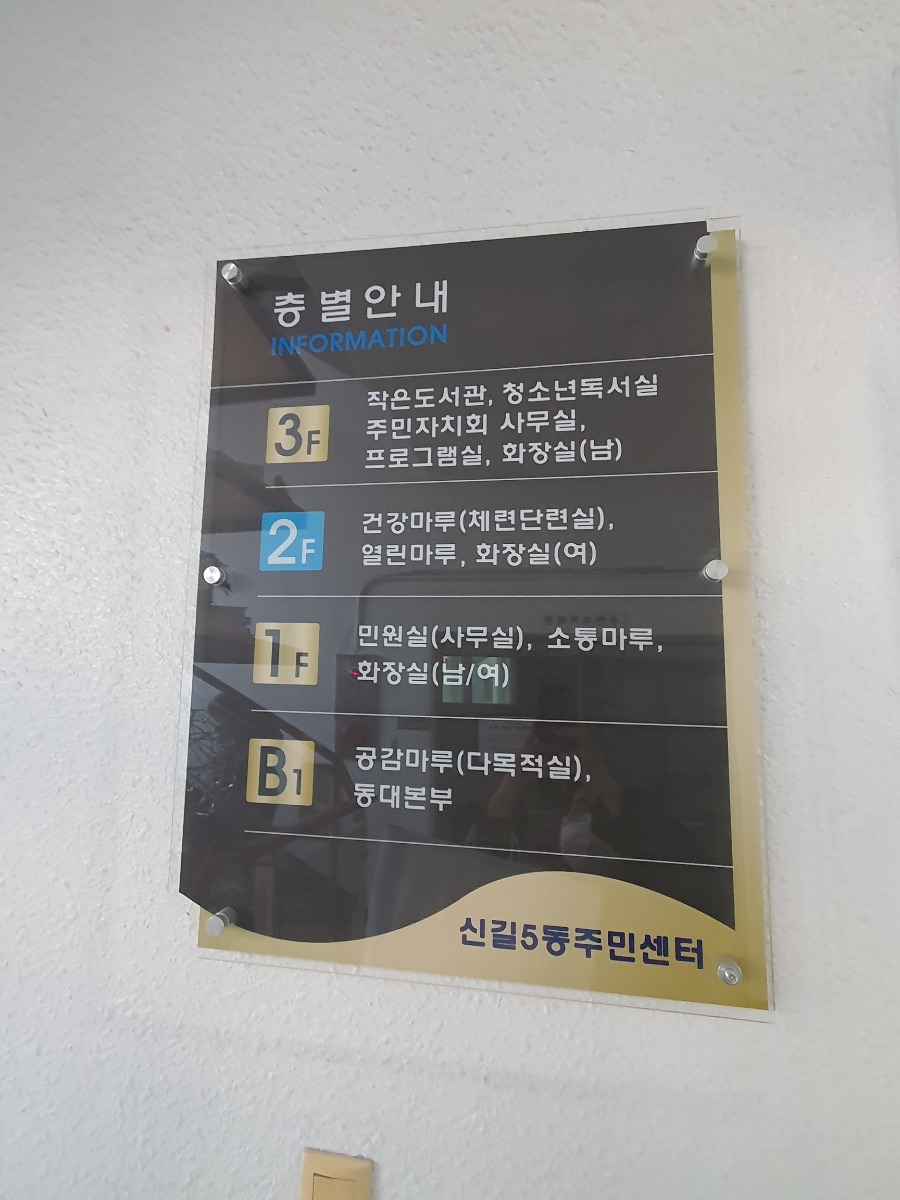 층별안내
INFORMATION
3F
작은도서관, 청소년독서실
주민자치회 사무실,
프로그램실, 화장실(남)
2F
건강마루(체련단련실),
열린마루, 화장실(여)
1F
민원실(사무실), 소통마루,
화장실(남/여)
B1
공감마루(다목적실),
동대본부
신길5동주민센터